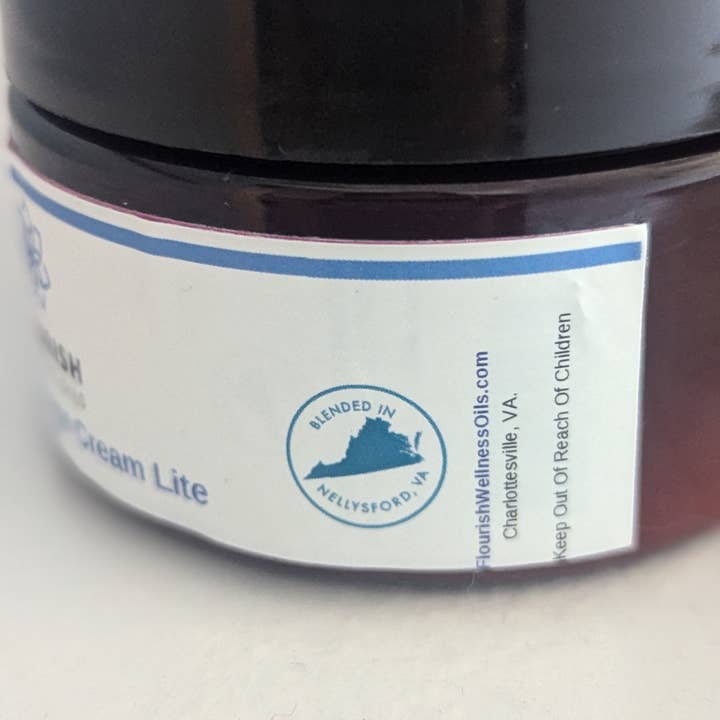 Cream Lite
BLENDED IN
NELLYSFORD, VA
FlourishWellnessOils.com
Charlottesville, VA.
Keep Out Of Reach Of Children